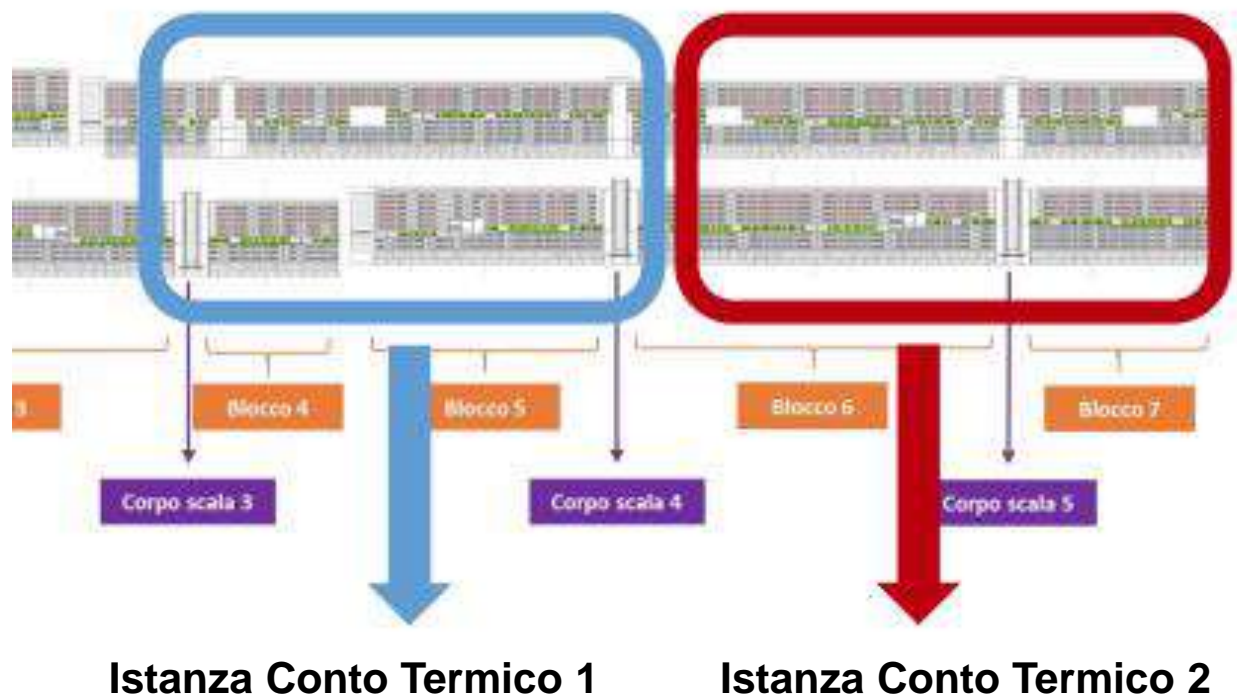 3
Blocco 4
Blocco 5
Blocco 6
Blocco 7
Corpo scala 3
Corpo scala 4
Corpo scala 5
Istanza Conto Termico 1
Istanza Conto Termico 2